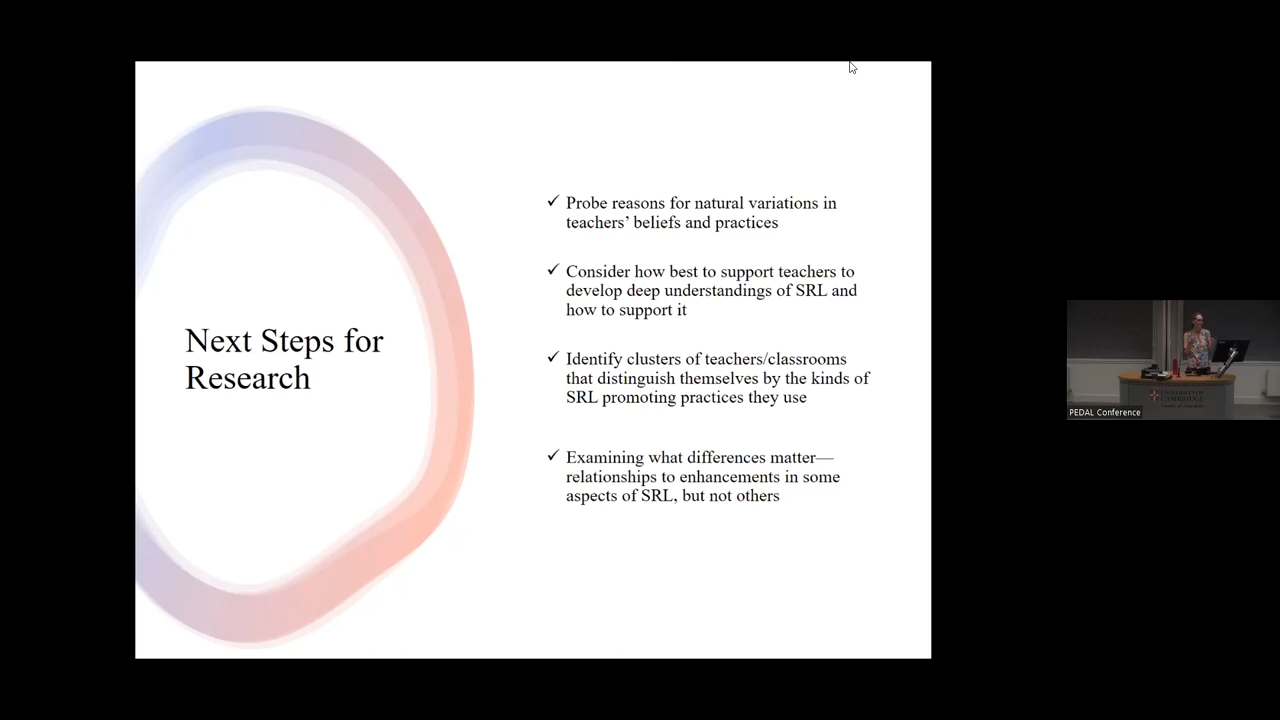 Next Steps for
Research
✓ Probe reasons for natural variations in
teachers’ beliefs and practices
✓ Consider how best to support teachers to
develop deep understandings of SRL and
how to support it
✓ Identify clusters of teachers/classrooms
that distinguish themselves by the kinds of
SRL promoting practices they use
✓ Examining what differences matter—
relationships to enhancements in some
aspects of SRL, but not others
UNIVERSITY OF
CAMBRIDGE
PEDAL Conference